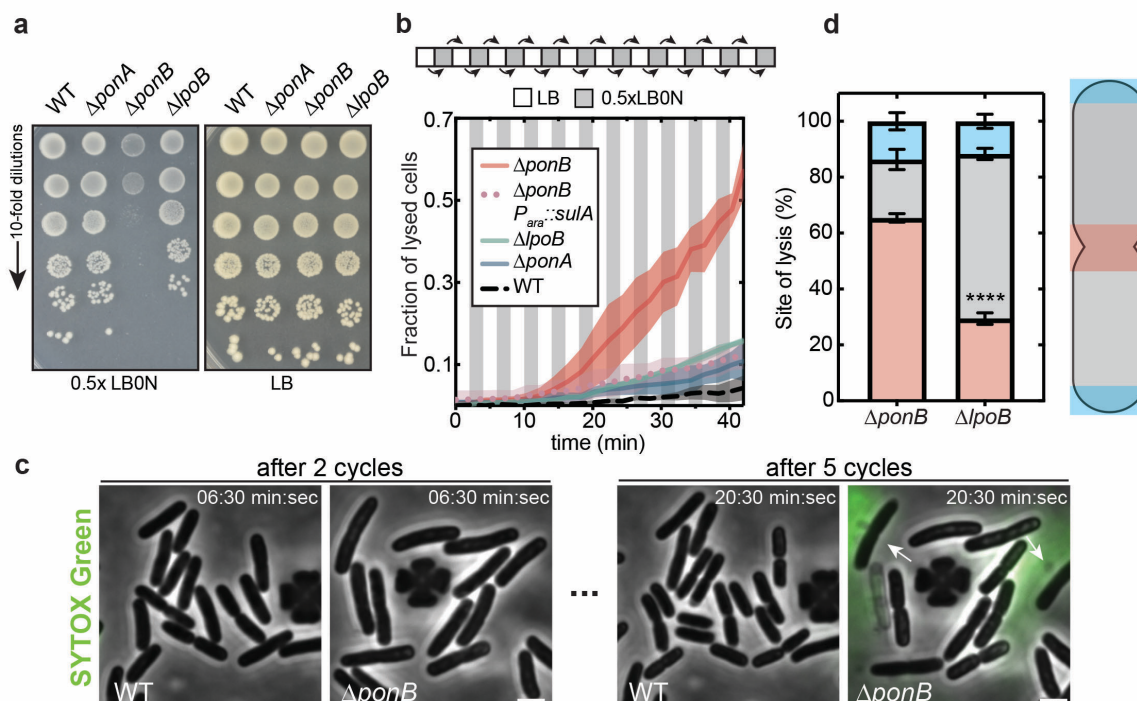 a
WT
ΔponA
ΔponB
ΔlpoB
WT
ΔponA
ΔponB
ΔlpoB
10-fold dilutions
0.5x LB0N
LB
b
LB
0.5xLB0N
Fraction of lysed cells
0.7
0.5
0.3
0.1
ΔponB
ΔponB
Para::sulA
ΔlpoB
ΔponA
WT
0
10
20
30
40
time (min)
d
Site of lysis (%)
100
80
60
40
20
0
****
ΔponB
ΔlpoB
c
after 2 cycles
after 5 cycles
SYTOX Green
06:30 min:sec
WT
06:30 min:sec
ΔponB
...
20:30 min:sec
WT
20:30 min:sec
ΔponB